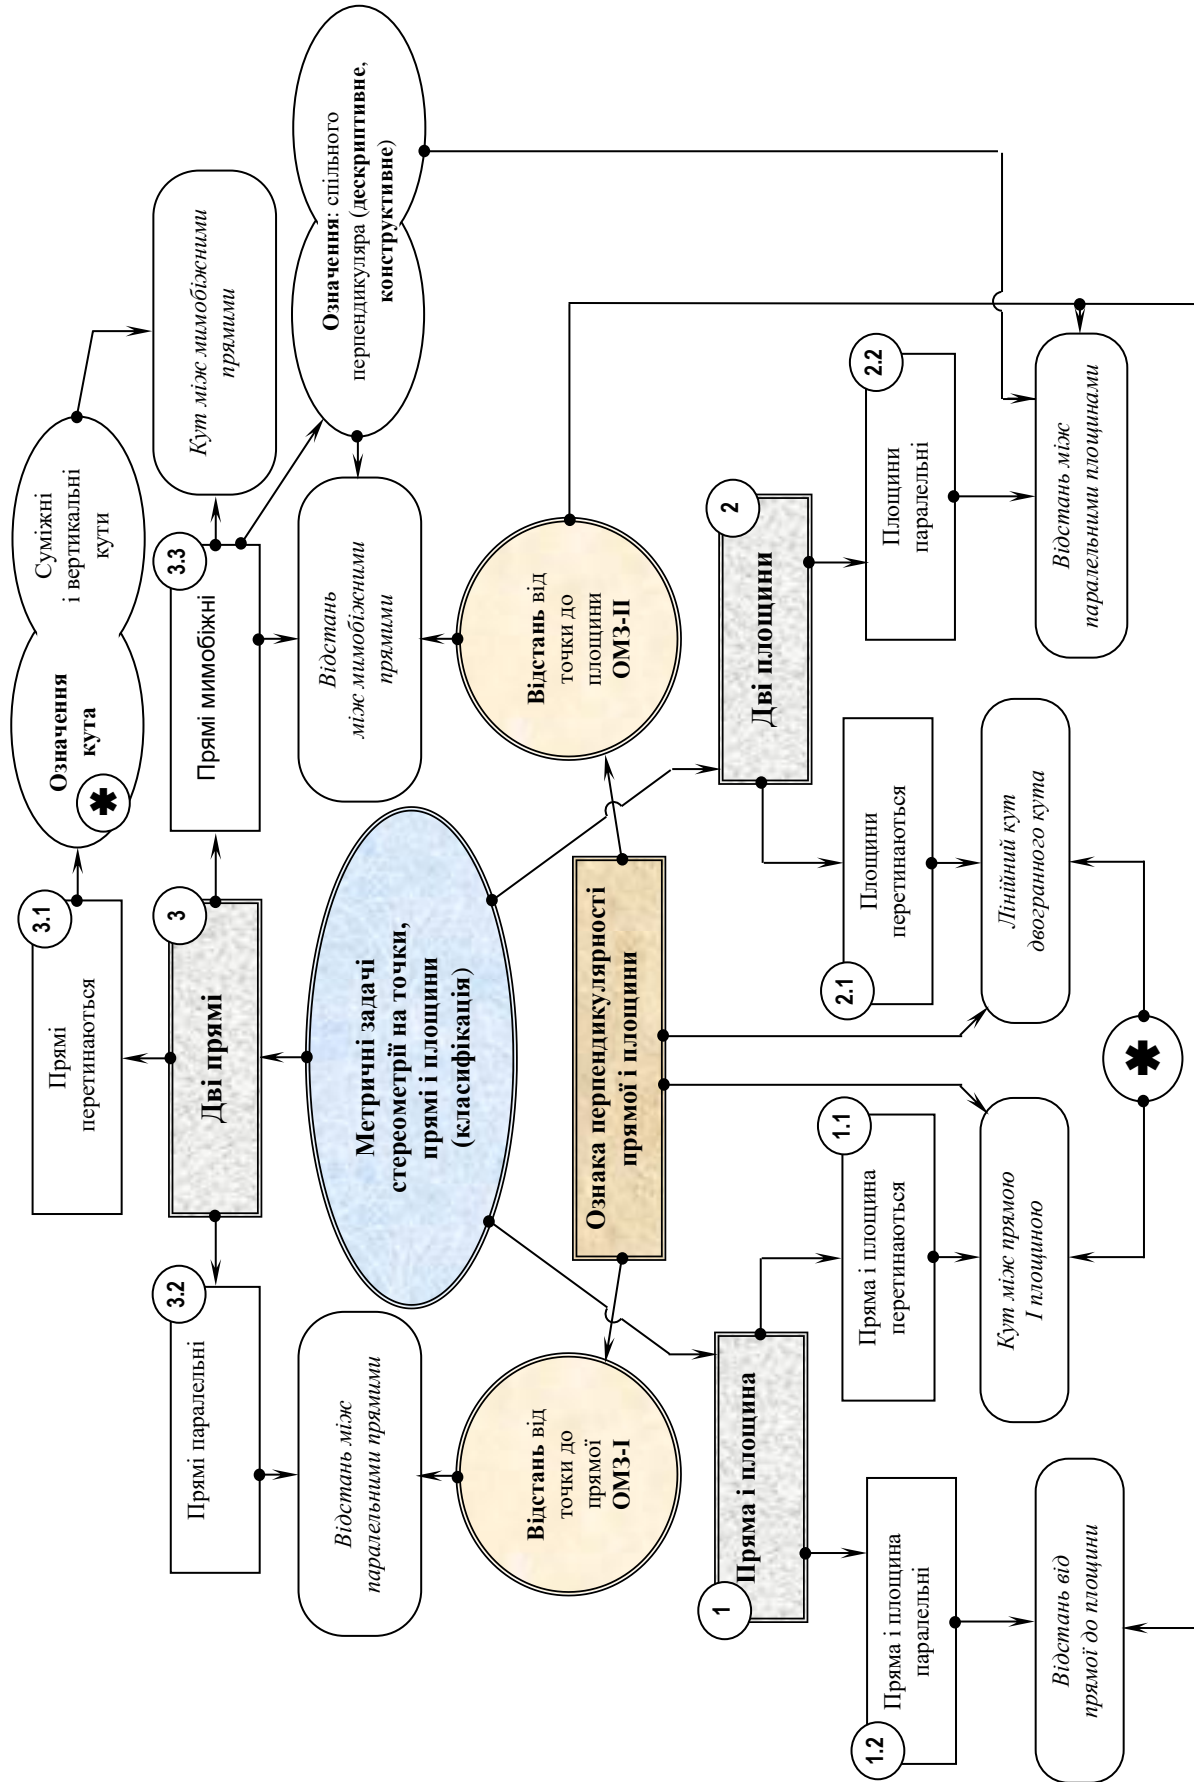 3.1
Прямі
перетинаються
Означення
кута
✱
Суміжні
і вертикальні
кути
3.2
Прямі паралельні
3
Дві прямі
3.3
Прямі мимобіжні
Кут між мимобіжними
прямими
Відстань між
паралельними прямими
Метричні задачі
стереометрії на точки,
прямі і площини
(класифікація)
Відстань
між мимобіжними
прямими
Означення: спільного
перпендикуляра (дескриптивне,
конструктивне)
Відстань від
точки до
прямої
ОМЗ-I
Ознака перпендикулярності
прямої і площини
Відстань від
точки до
площини
ОМЗ-II
1
Пряма і площина
2
Дві площини
1.2
Пряма і площина
паралельні
1.1
Пряма і площина
перетинаються
2.1
Площини
перетинаються
2.2
Площини
паралельні
Відстань від
прямої до площини
Кут між прямою
І площиною
Лінійний кут
двогранного кута
Відстань між
паралельними площинами
✱